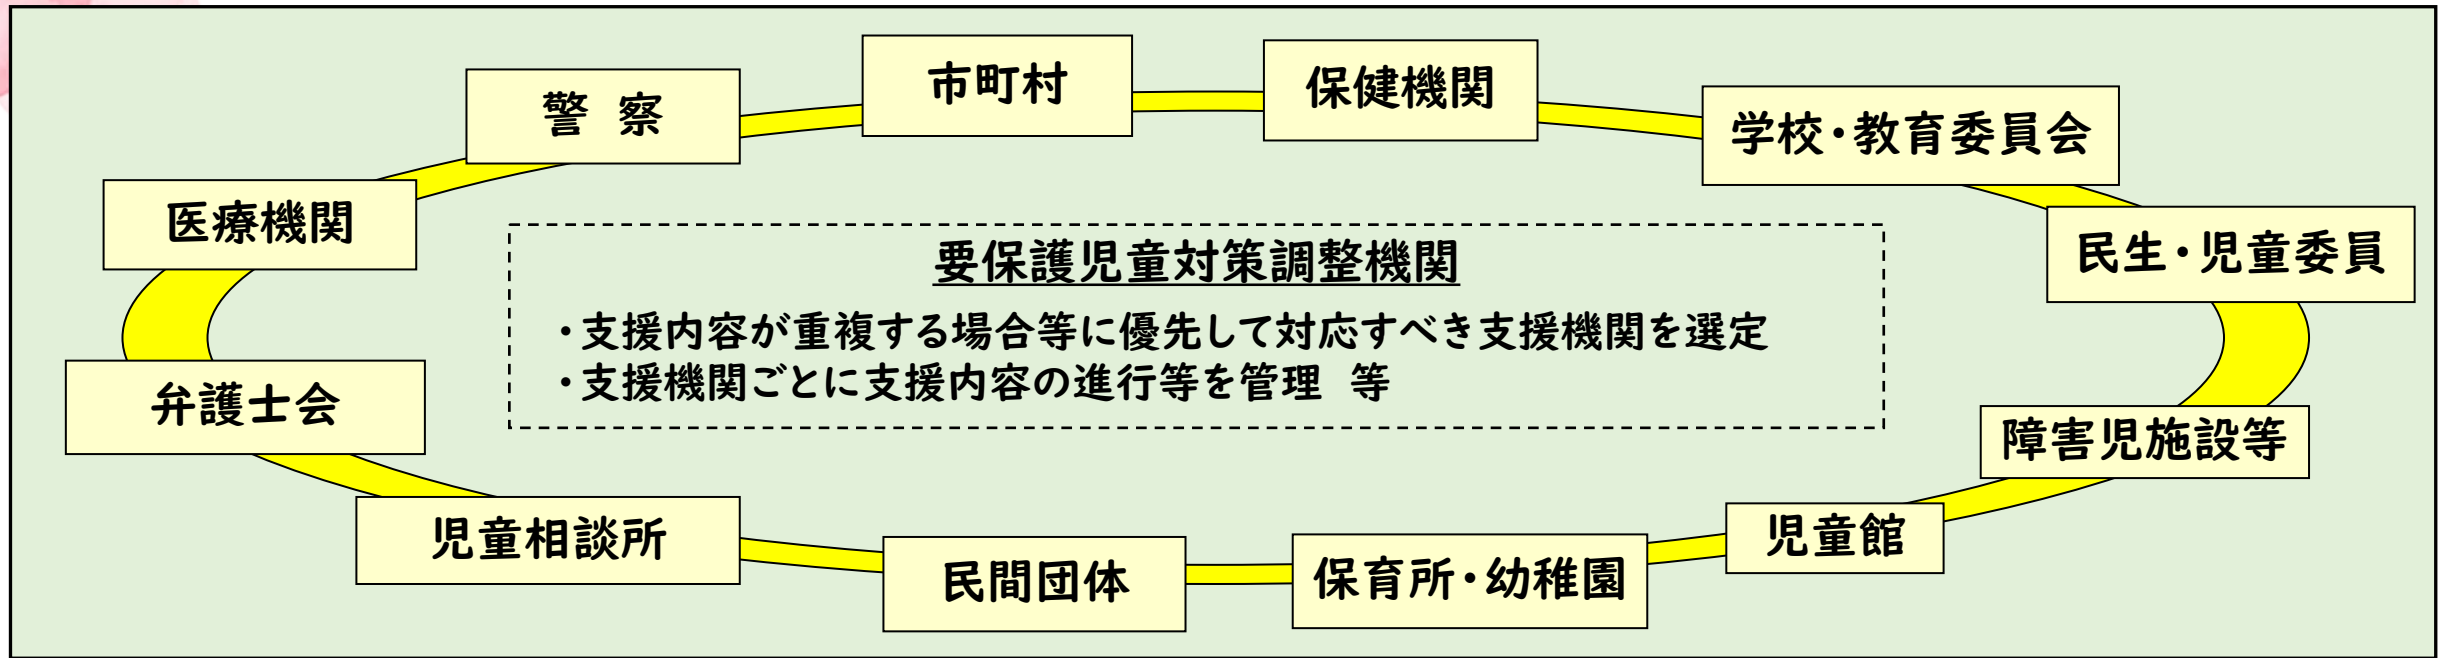 市町村
保健機関
警　察
学校・教育委員会
医療機関
民生・児童委員
要保護児童対策調整機関
・支援内容が重複する場合等に優先して対応すべき支援機関を選定
・支援機関ごとに支援内容の進行等を管理　等
弁護士会
障害児施設等
児童相談所
児童館
民間団体
保育所・幼稚園